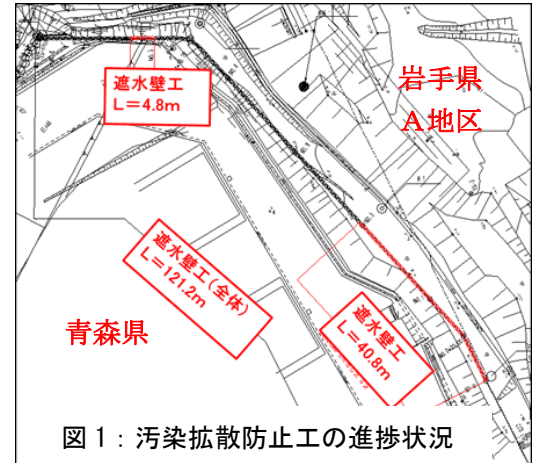 遮水壁工
L＝4.8m
岩手県
A地区
遮水壁工(全体)
L＝121.2m
青森県
遮水壁工
L＝40.8m
図1：汚染拡散防止工の進捗状況